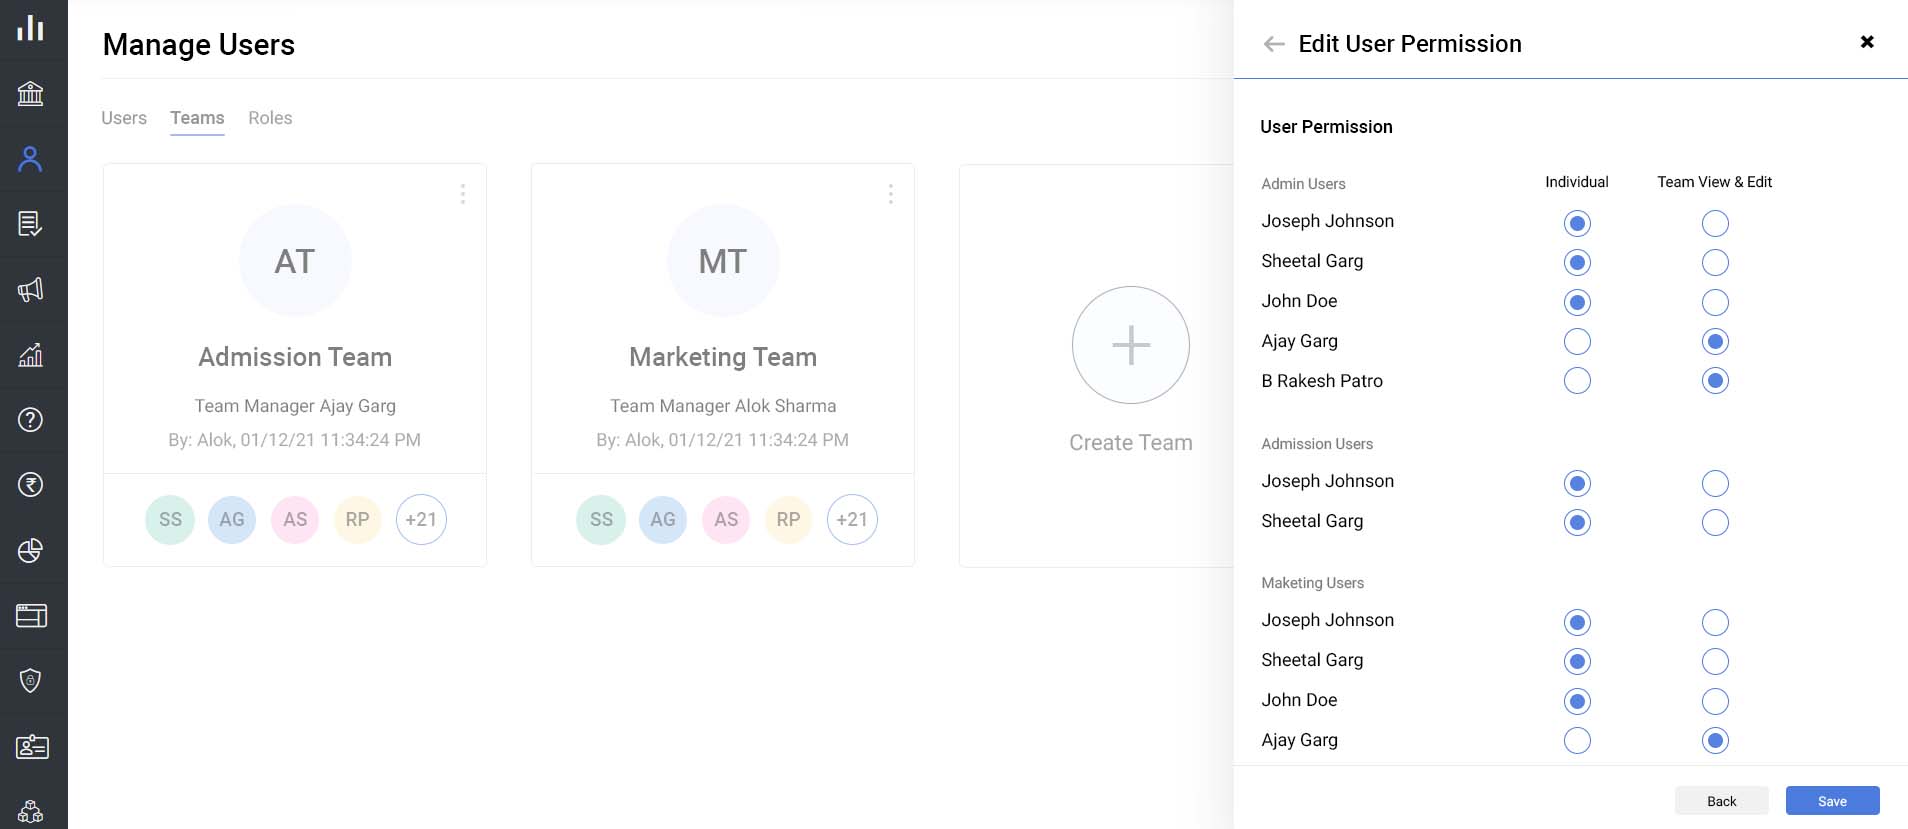 Manage Users
Users Teams Roles
AT
Admission Team
Team Manager Ajay Garg
By: Alok, 01/12/21 11:34:24 PM
SS AG AS RP +21
MT
Marketing Team
Team Manager Alok Sharma
By: Alok, 01/12/21 11:34:24 PM
SS AG AS RP +21
Create Team
Edit User Permission
User Permission
Admin Users Individual Team View & Edit
Joseph Johnson
Sheetal Garg
John Doe
Ajay Garg
B Rakesh Patro
Admission Users
Joseph Johnson
Sheetal Garg
Maketing Users
Joseph Johnson
Sheetal Garg
John Doe
Ajay Garg
Back Save